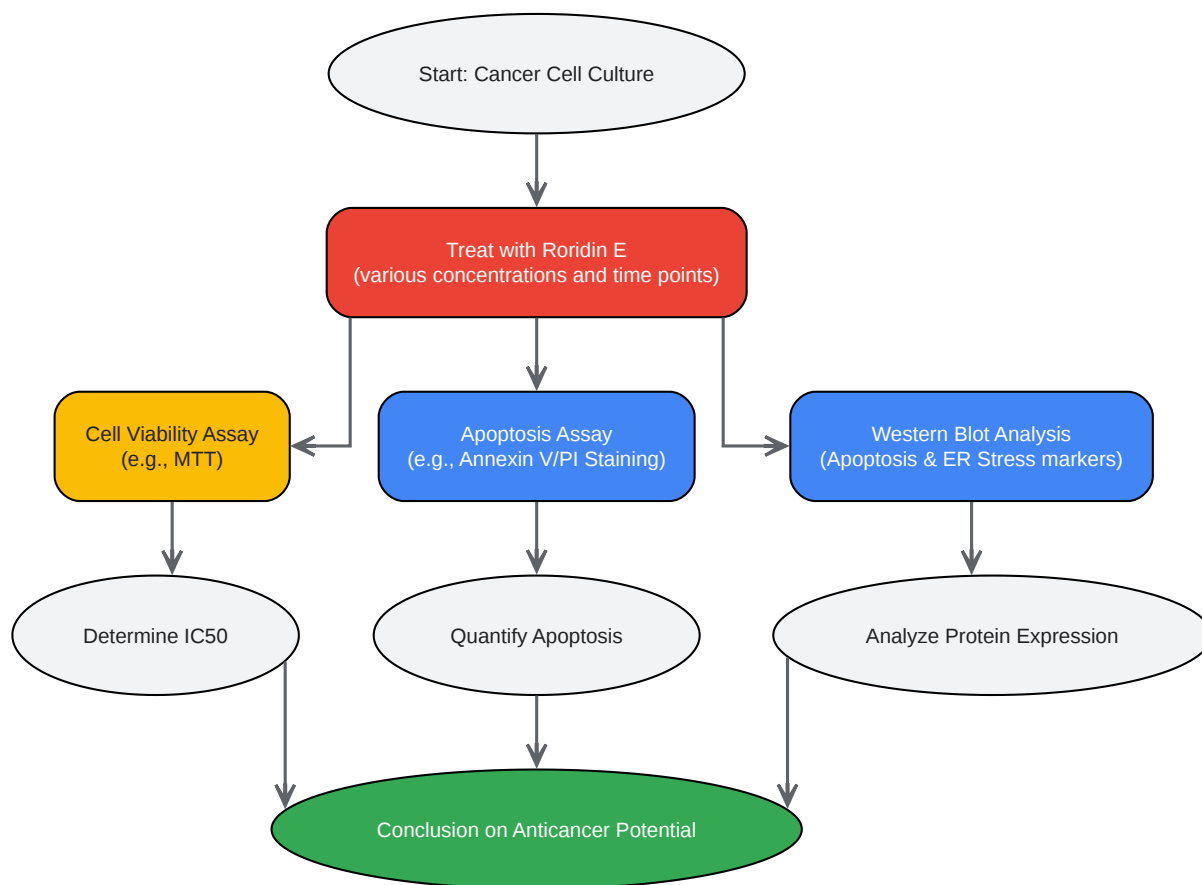 Start: Cancer Cell Culture
Treat with Roridin E
(various concentrations and time points)
Cell Viability Assay
(e.g., MTT)
Apoptosis Assay
(e.g., Annexin V/PI Staining)
Western Blot Analysis
(Apoptosis & ER Stress markers)
Determine IC50
Quantify Apoptosis
Analyze Protein Expression
Conclusion on Anticancer Potential